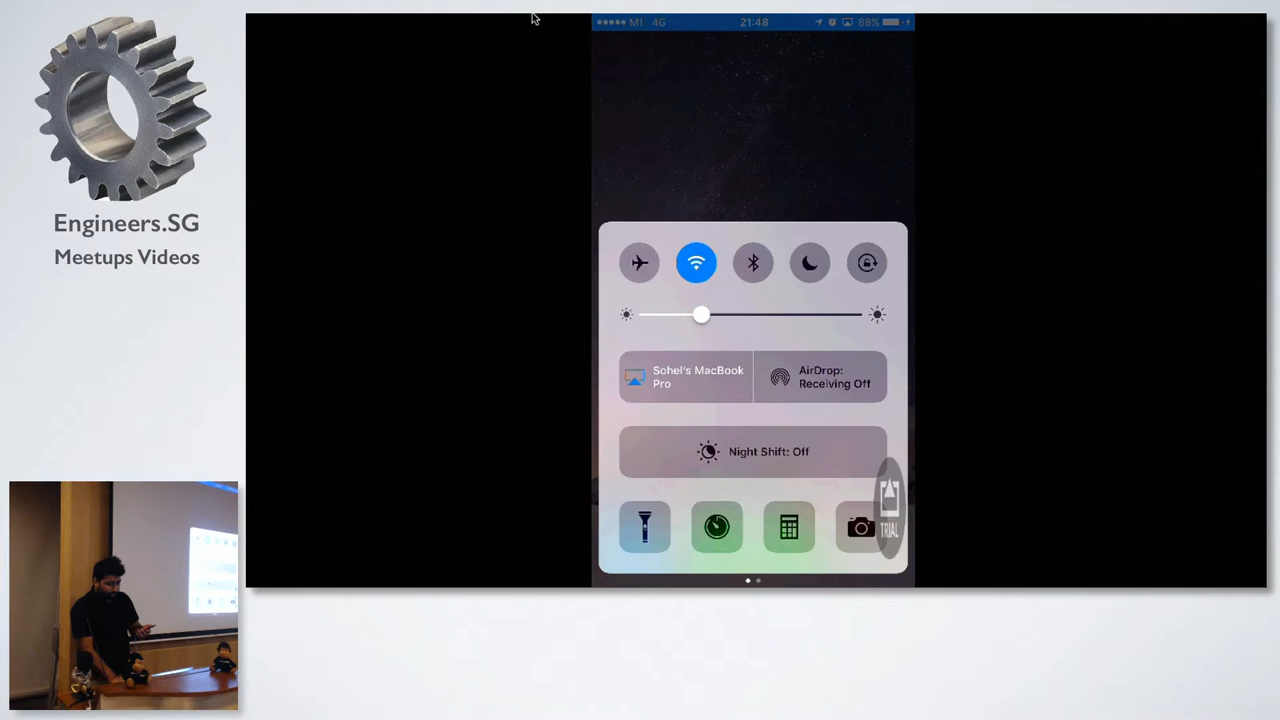 Engineers.SG
Meetups Videos
M1 4G 21:48 88%
Sohel's MacBook
Pro
AirDrop:
Receiving Off
Night Shift: Off
TRIAL